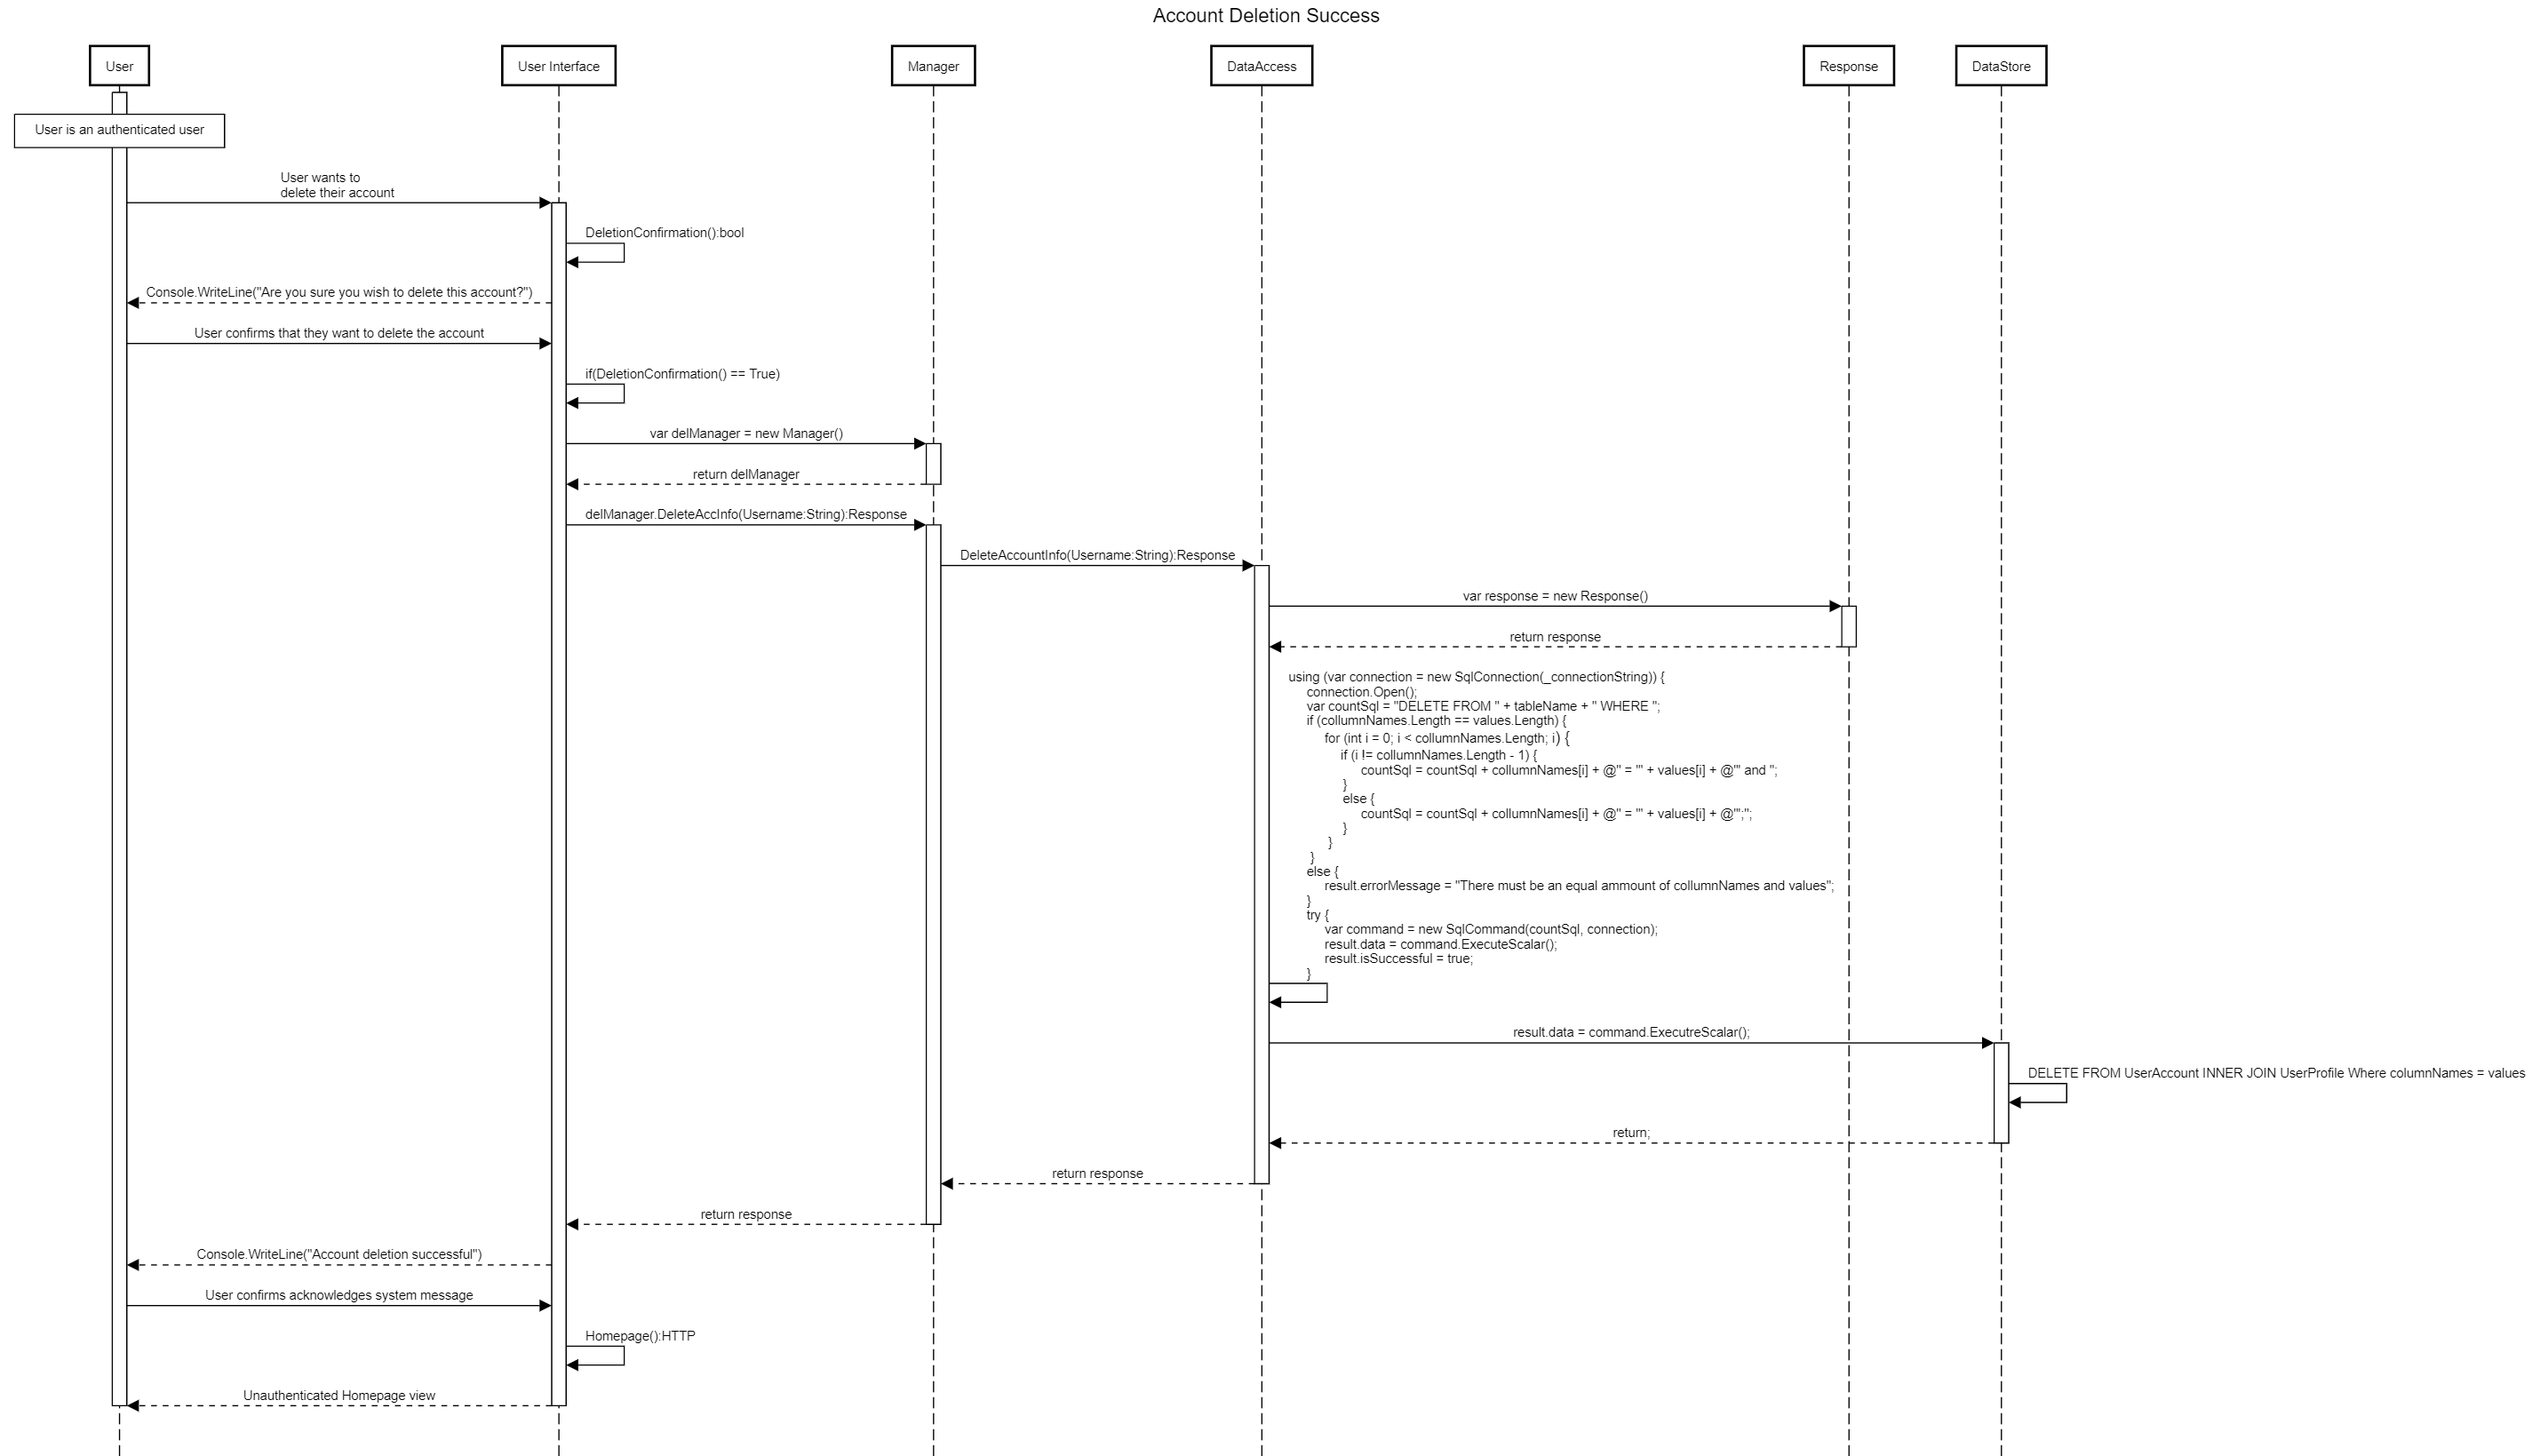 Account Deletion Success
User
User Interface
Manager
DataAccess
Response
DataStore
User is an authenticated user
User wants to
delete their account
DeletionConfirmation():bool
Console.WriteLine("Are you sure you wish to delete this account?")
User confirms that they want to delete the account
if(DeletionConfirmation() == True)
var delManager = new Manager()
return delManager
delManager.DeleteAccInfo(Username:String):Response
DeleteAccountInfo(Username:String):Response
var response = new Response()
return response
using (var connection = new SqlConnection(_connectionString)) {
connection.Open();
var countSql = "DELETE FROM " + tableName + " WHERE ";
if (collumnNames.Length == values.Length) {
for (int i = 0; i < collumnNames.Length; i) {
if (i != collumnNames.Length - 1) {
countSql = countSql + collumnNames[i] + @" = '" + values[i] + @"' and ";
}
else {
countSql = countSql + collumnNames[i] + @" = '" + values[i] + @"';";
}
}
}
else {
result.errorMessage = "There must be an equal ammount of collumnNames and values";
}
try {
var command = new SqlCommand(countSql, connection);
result.data = command.ExecuteScalar();
result.isSuccessful = true;
}
result.data = command.ExecutreScalar();
DELETE FROM UserAccount INNER JOIN UserProfile Where columnNames = values
return;
return response
return response
Console.WriteLine("Account deletion successful")
User confirms acknowledges system message
Homepage():HTTP
Unauthenticated Homepage view